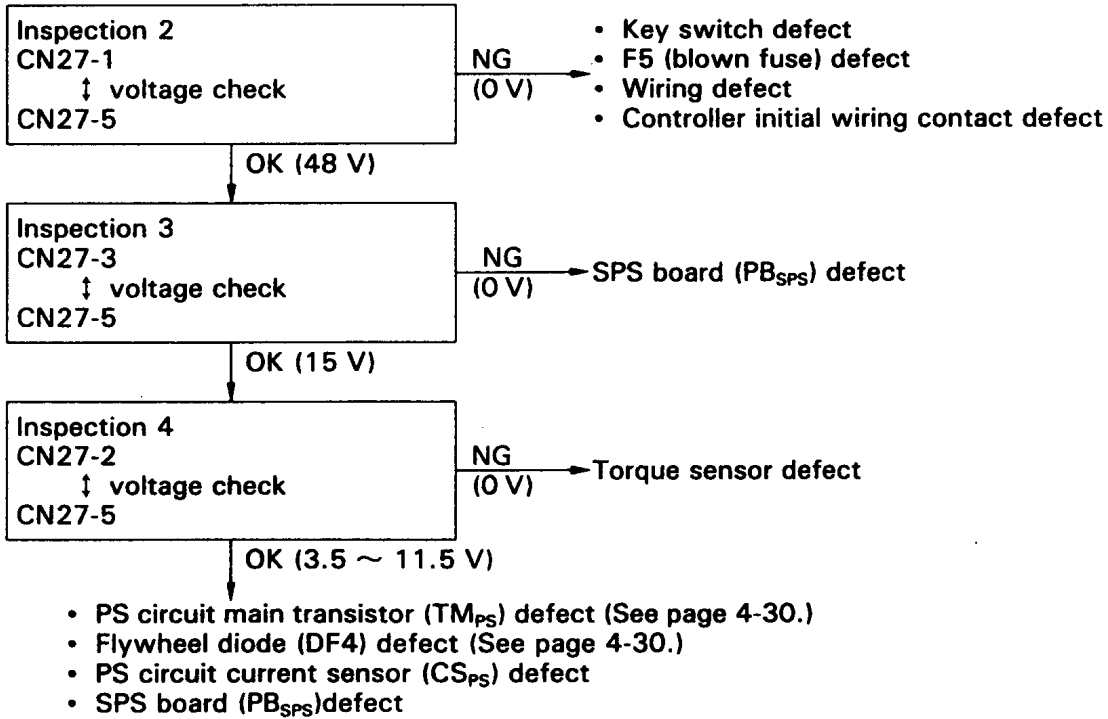 Inspection 2
CN27-1
↕ voltage check
CN27-5
NG
(0 V)
• Key switch defect
• F5 (blown fuse) defect
• Wiring defect
• Controller initial wiring contact defect
OK (48 V)
Inspection 3
CN27-3
↕ voltage check
CN27-5
NG
(0 V)
SPS board (PBSPS) defect
OK (15 V)
Inspection 4
CN27-2
↕ voltage check
CN27-5
NG
(0 V)
Torque sensor defect
OK (3.5 ~ 11.5 V)
• PS circuit main transistor (TMPS) defect (See page 4-30.)
• Flywheel diode (DF4) defect (See page 4-30.)
• PS circuit current sensor (CSPS) defect
• SPS board (PBSPS)defect